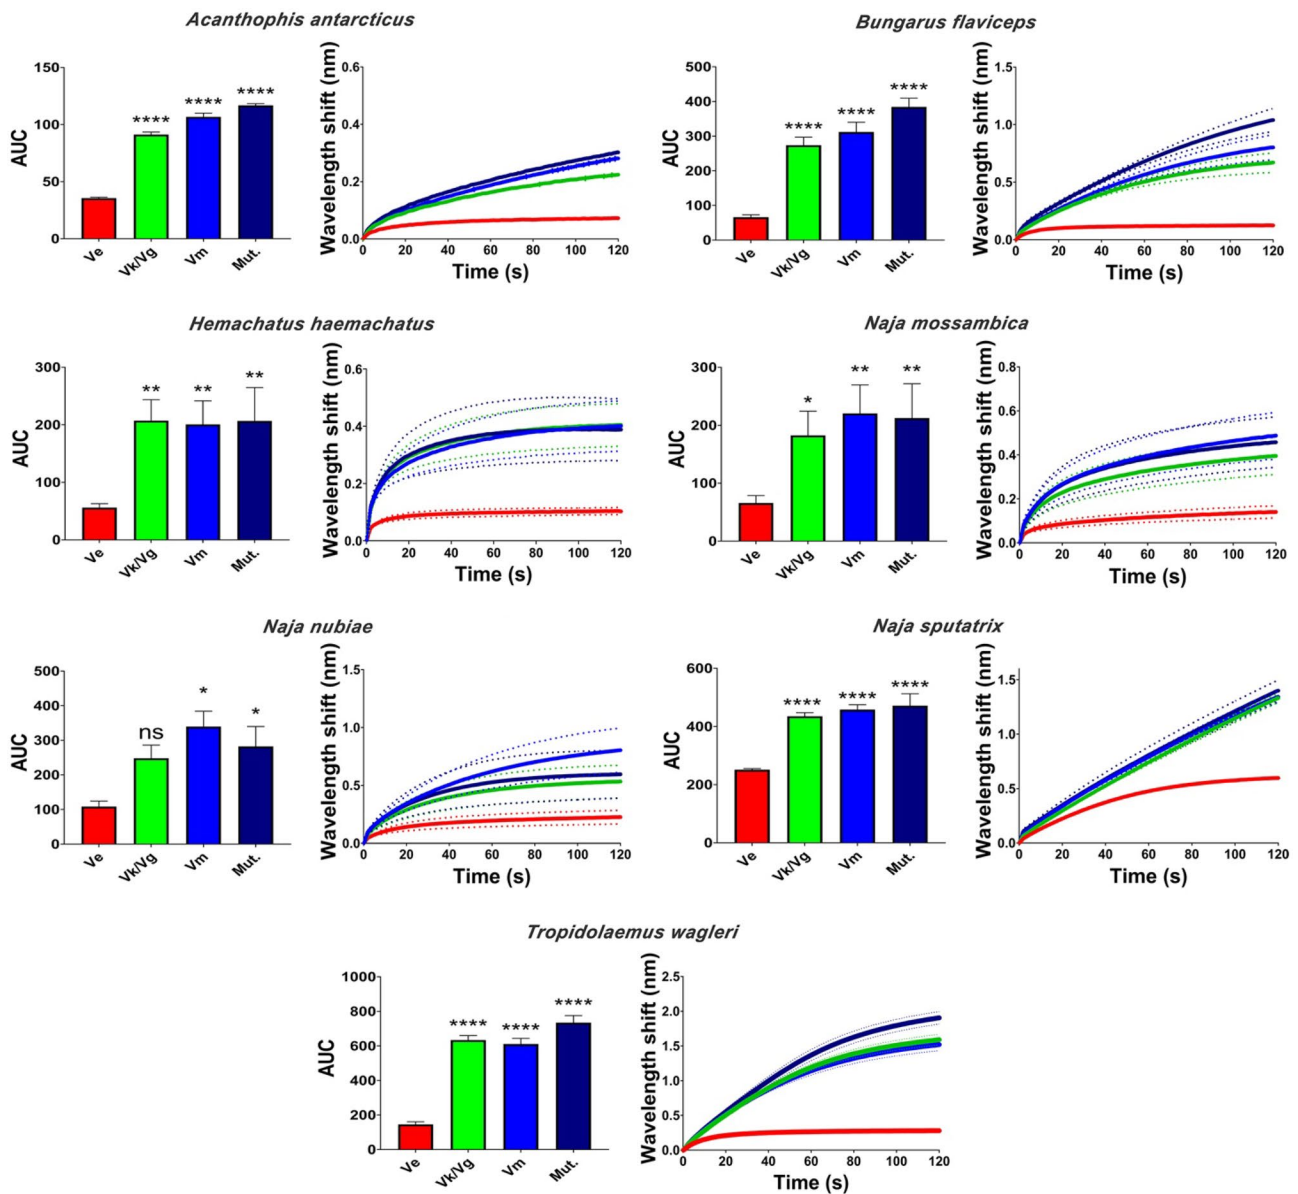 Acanthophis antarcticus
AUC
150
100
50
0
****
****
****
Ve
Vk/Vg
Vm
Mut.
Wavelength shift (nm)
0.6
0.4
0.2
0.0
0 20 40 60 80 100 120
Time (s)
Bungarus flaviceps
AUC
500
400
300
200
100
0
****
****
****
Ve
Vk/Vg
Vm
Mut.
Wavelength shift (nm)
1.5
1.0
0.5
0.0
0 20 40 60 80 100 120
Time (s)
Hemachatus haemachatus
AUC
300
200
100
0
**
**
**
Ve
Vk/Vg
Vm
Mut.
Wavelength shift (nm)
0.6
0.4
0.2
0.0
0 20 40 60 80 100 120
Time (s)
Naja mossambica
AUC
300
200
100
0
*
**
**
Ve
Vk/Vg
Vm
Mut.
Wavelength shift (nm)
0.8
0.6
0.4
0.2
0.0
0 20 40 60 80 100 120
Time (s)
Naja nubiae
AUC
500
400
300
200
100
0
ns
*
*
Ve
Vk/Vg
Vm
Mut.
Wavelength shift (nm)
1.5
1.0
0.5
0.0
0 20 40 60 80 100 120
Time (s)
Naja sputatrix
AUC
600
400
200
0
****
****
****
Ve
Vk/Vg
Vm
Mut.
Wavelength shift (nm)
1.5
1.0
0.5
0.0
0 20 40 60 80 100 120
Time (s)
Tropidolaemus wagleri
AUC
1000
800
600
400
200
0
****
****
****
Ve
Vk/Vg
Vm
Mut.
Wavelength shift (nm)
2.5
2.0
1.5
1.0
0.5
0.0
0 20 40 60 80 100 120
Time (s)